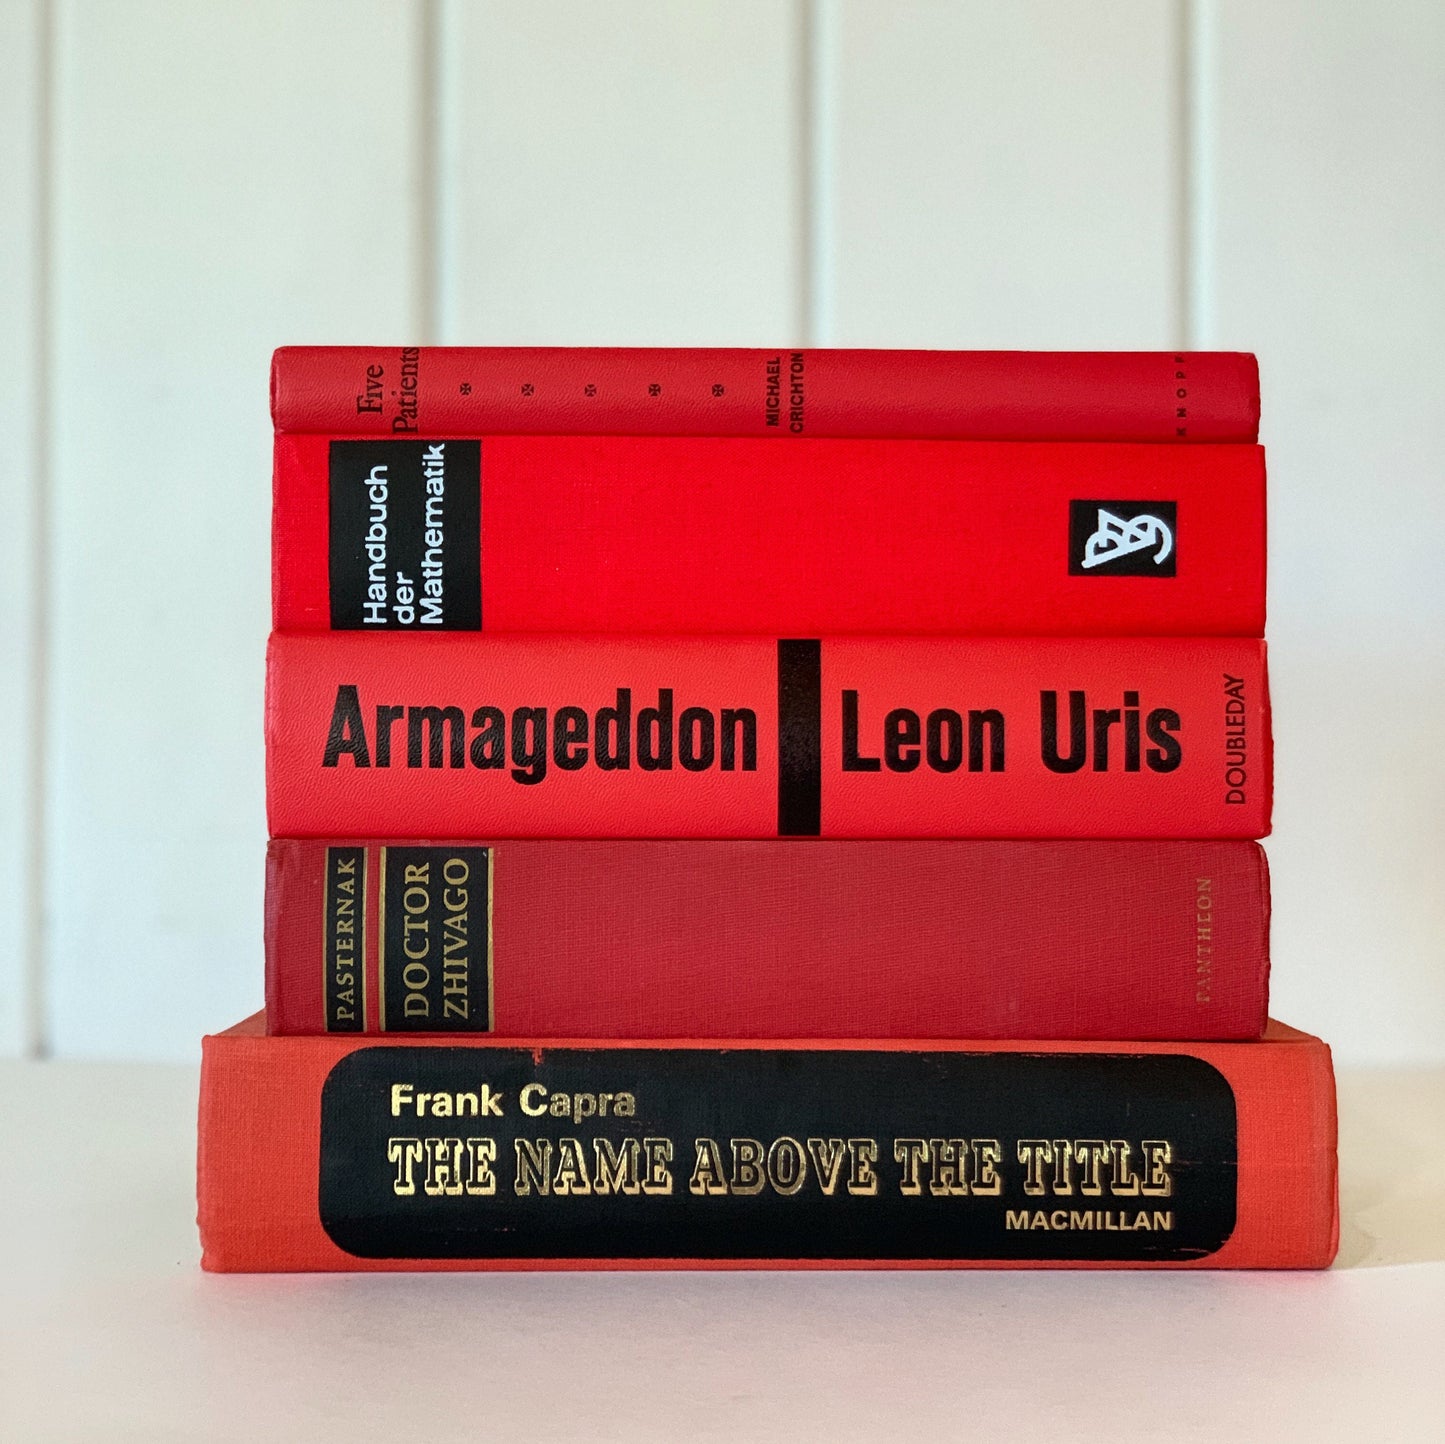 Five
Patients
MICHAEL
CRICHTON
KNOPF
Handbuch
der
Mathematik
Armageddon
Leon Uris
DOUBLEDAY
PASTERNAK
DOCTOR
ZHIVAGO
PANTHEON
Frank Capra
THE NAME ABOVE THE TITLE
MACMILLAN